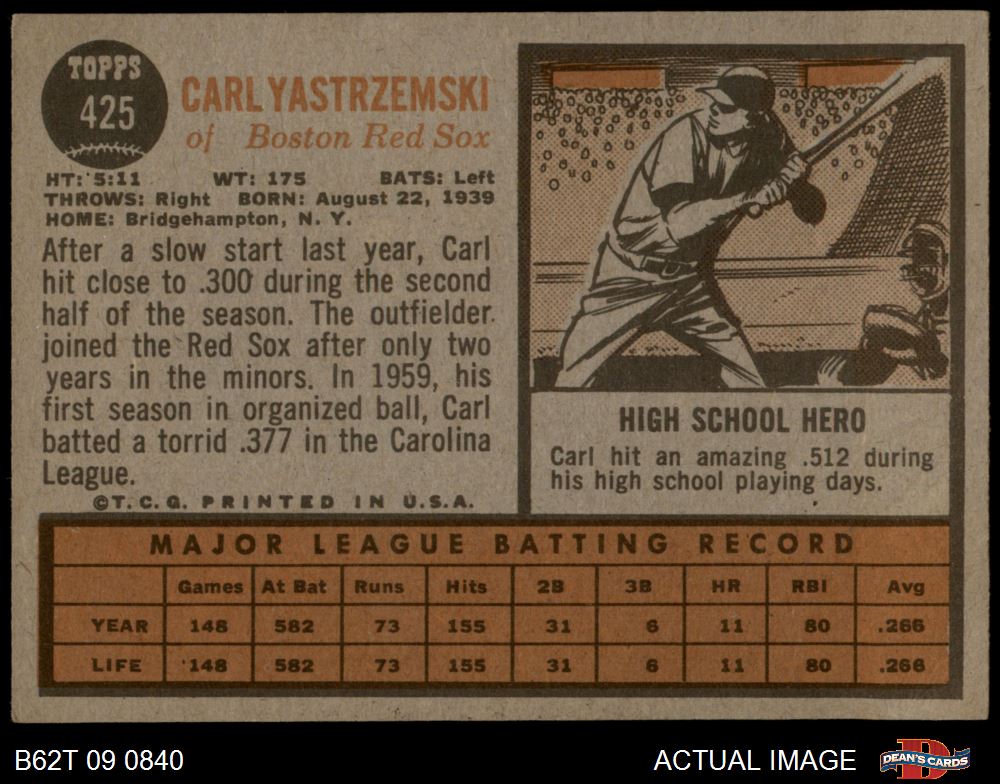 TOPPS
425
CARL YASTRZEMSKI
of Boston Red Sox
HT: 5:11 WT: 175 BATS: Left
THROWS: Right BORN: August 22, 1939
HOME: Bridgehampton, N. Y.
After a slow start last year, Carl
hit close to .300 during the second
half of the season. The outfielder
joined the Red Sox after only two
years in the minors. In 1959, his
first season in organized ball, Carl
batted a torrid .377 in the Carolina
League.
©T.C.G. PRINTED IN U.S.A.
HIGH SCHOOL HERO
Carl hit an amazing .512 during
his high school playing days.
MAJOR LEAGUE BATTING RECORD
Games At Bat Runs Hits 2B 3B HR RBI Avg
YEAR 148 582 73 155 31 6 11 80 .266
LIFE 148 582 73 155 31 6 11 80 .266
B62T 09 0840
ACTUAL IMAGE
DEAN'S CARDS